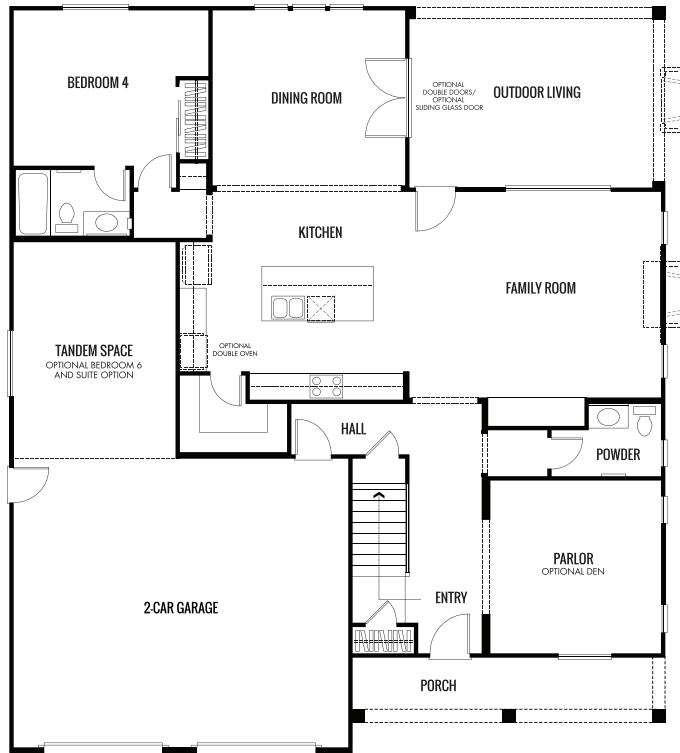 BEDROOM 4
DINING ROOM
OPTIONAL
DOUBLE DOORS/
OPTIONAL
SLIDING GLASS DOOR
OUTDOOR LIVING
KITCHEN
FAMILY ROOM
TANDEM SPACE
OPTIONAL BEDROOM 6
AND SUITE OPTION
OPTIONAL
DOUBLE OVEN
HALL
POWDER
PARLOR
OPTIONAL DEN
2-CAR GARAGE
ENTRY
PORCH